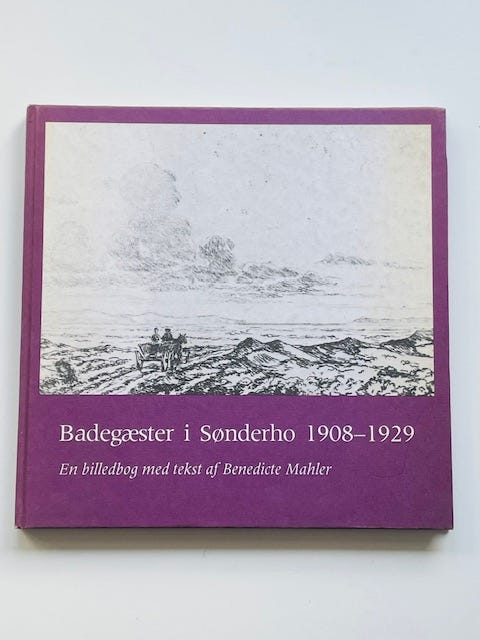 Badegæster i Sønderho 1908–1929
En billedbog med tekst af Benedicte Mahler